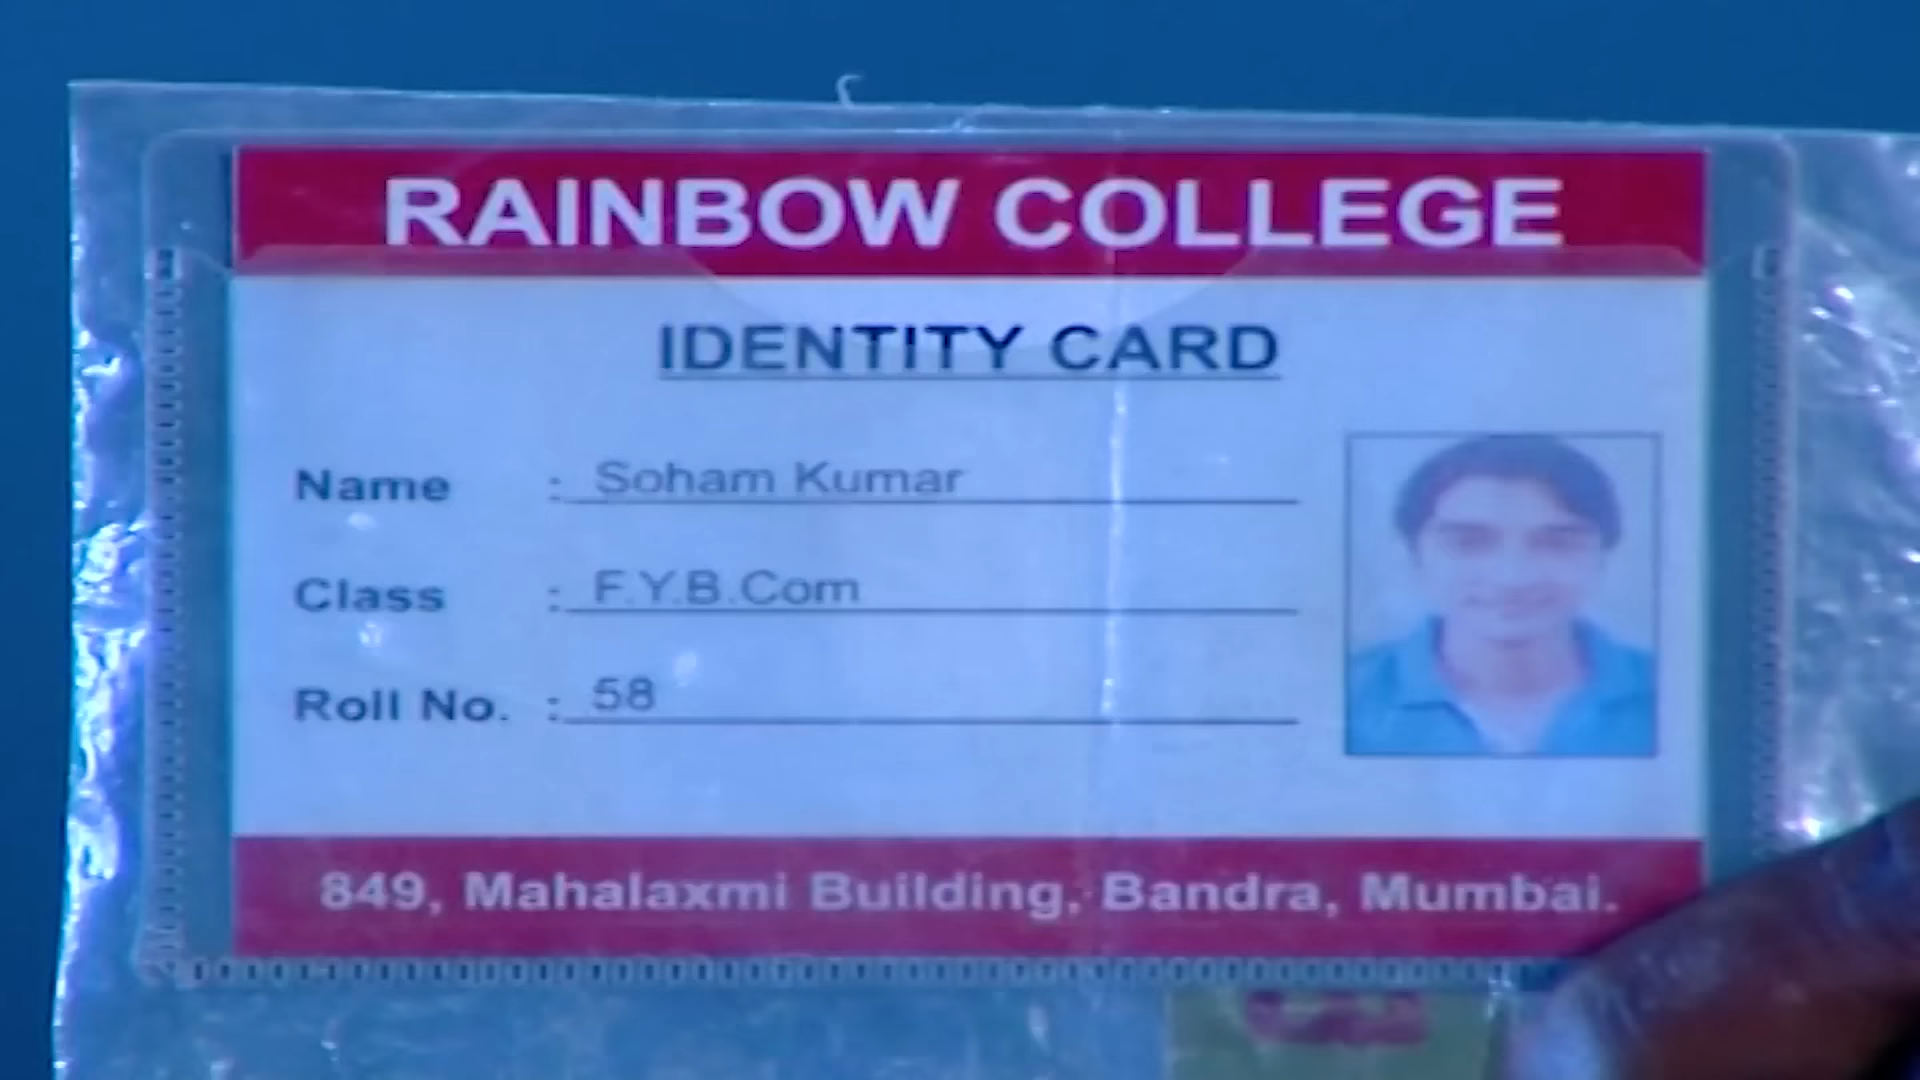 RAINBOW COLLEGE
IDENTITY CARD
Name : Soham Kumar
Class : F.Y.B.Com
Roll No. : 58
849, Mahalaxmi Building, Bandra, Mumbai.